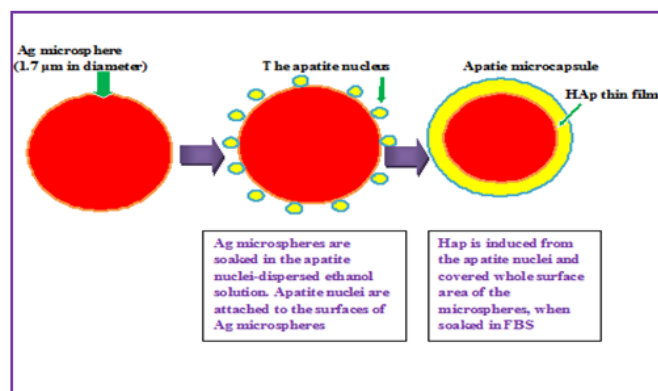 Ag microsphere
(1.7 µm in diameter)
The apatite nucleus
Apatie microcapsule
HAp thin film
Ag microspheres are
soaked in the apatite
nuclei-dispersed ethanol
solution. Apatite nuclei are
attached to the surfaces of
Ag microspheres
Hap is induced from
the apatite nuclei and
covered whole surface
area of the
microspheres, when
soaked in FBS